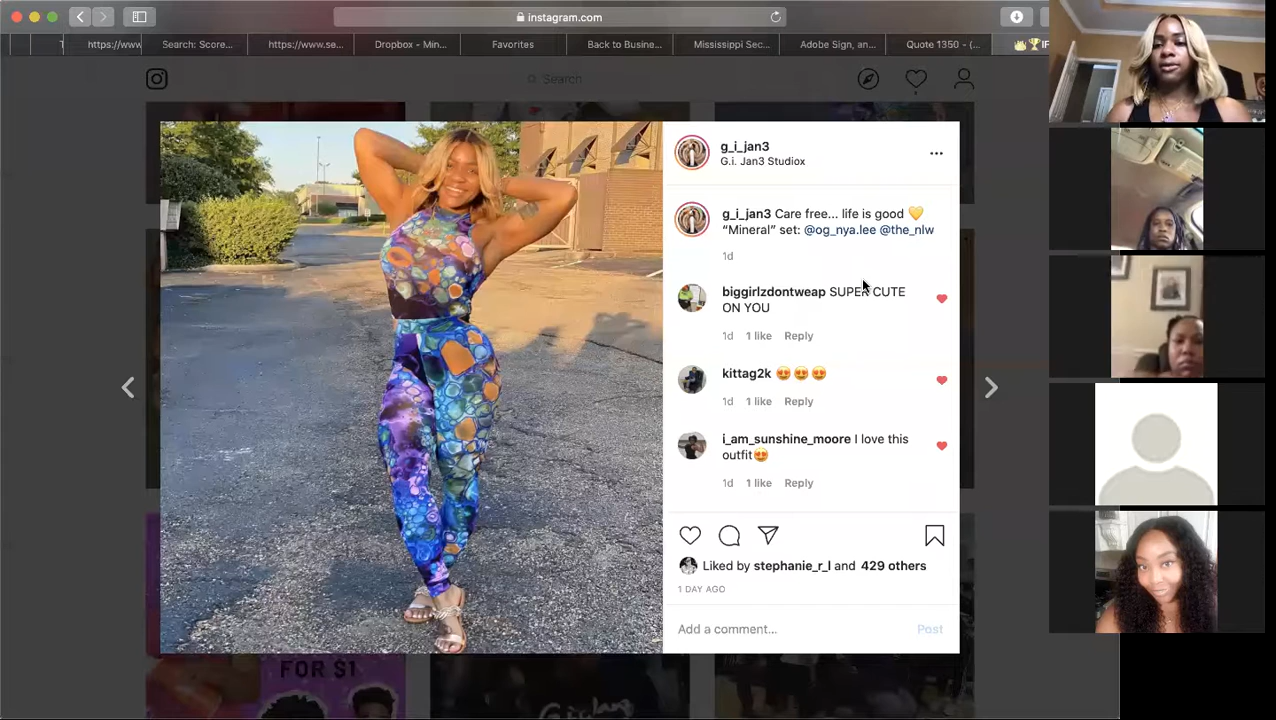 instagram.com
https://www
Search: Score...
https://www.se...
Dropbox - Min...
Favorites
Back to Busine...
Mississippi Sec...
Adobe Sign, an...
Quote 1350 - (...
Search
g_i_jan3
G.i. Jan3 Studiox
g_i_jan3 Care free... life is good 💛
“Mineral” set: @og_nya.lee @the_nlw
1d
biggirlzdontweap SUPER CUTE
ON YOU
1d 1 like Reply
kittag2k 😍 😍 😍
1d 1 like Reply
i_am_sunshine_moore I love this
outfit😍
1d 1 like Reply
Liked by stephanie_r_l and 429 others
1 DAY AGO
Add a comment... Post
FOR $1